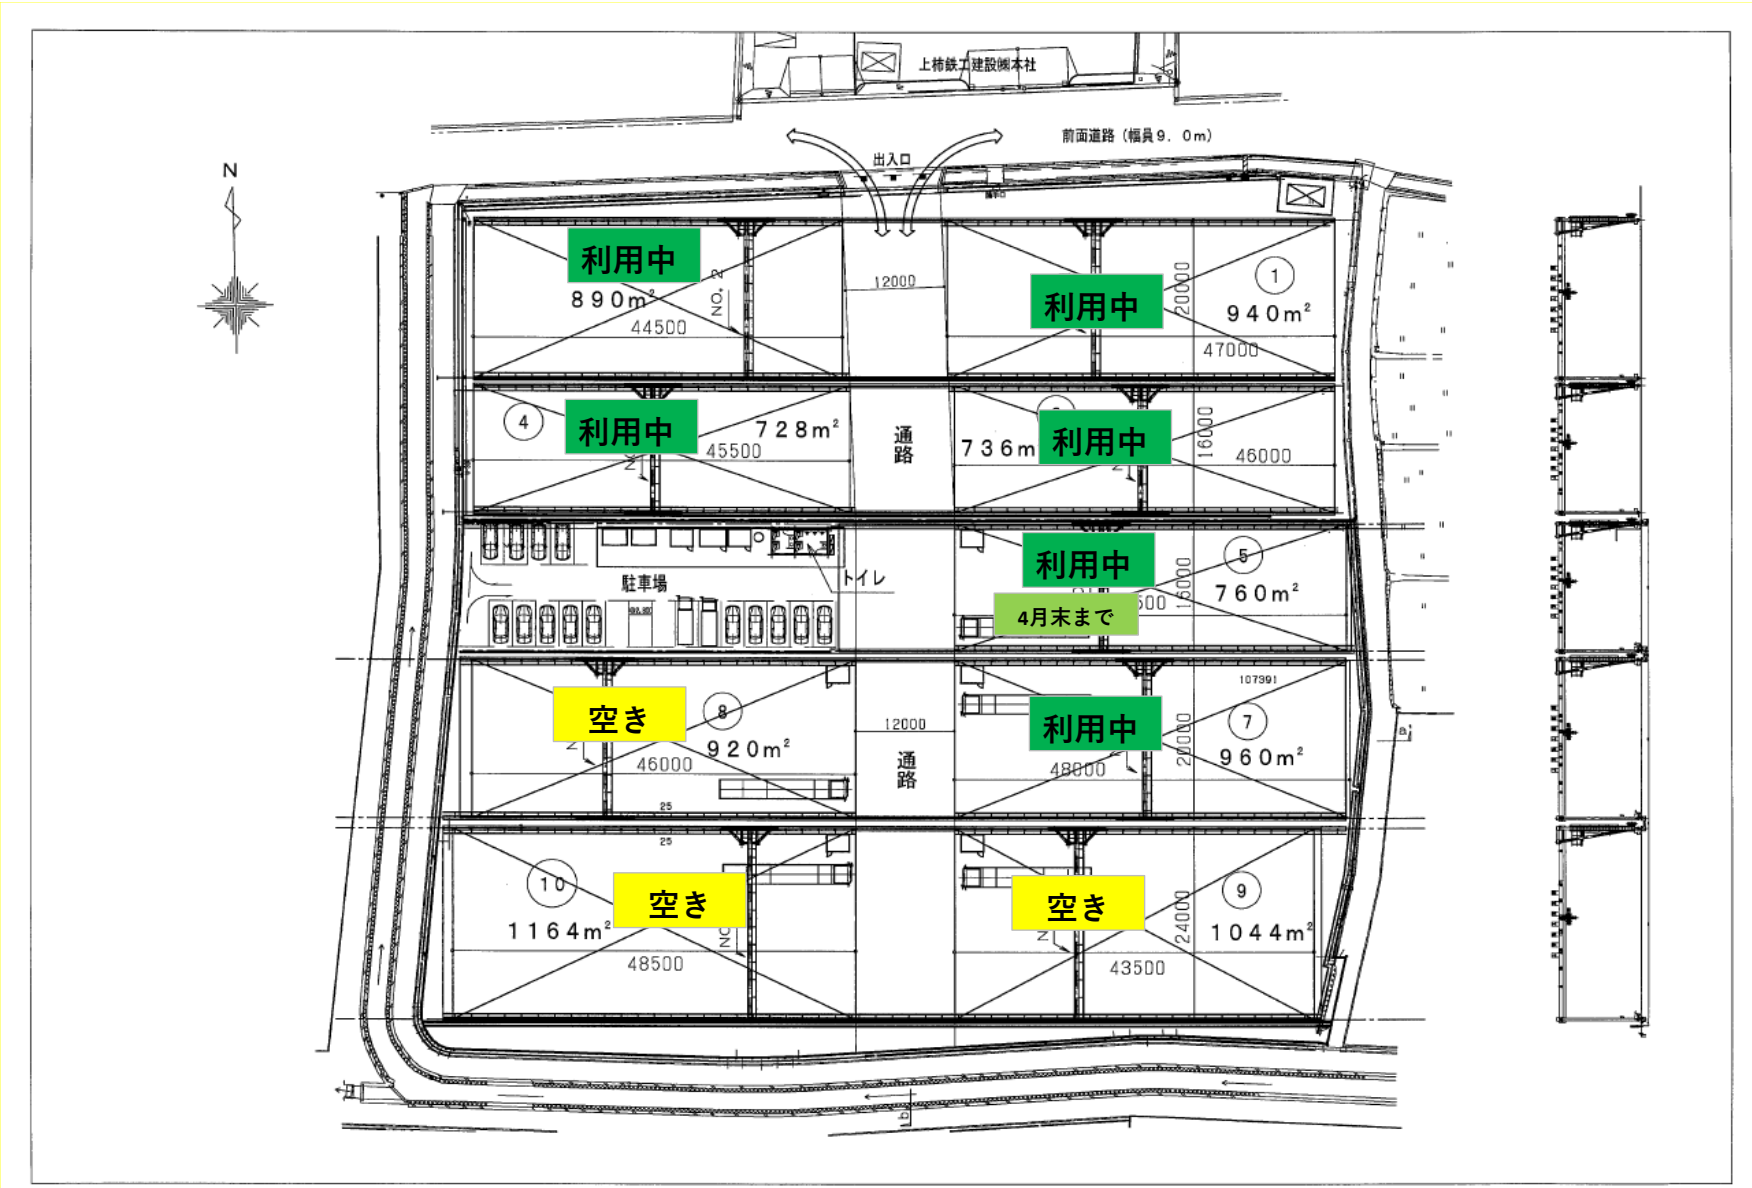 上柿鉄工建設㈱本社
前面道路（幅員９．０ｍ）
出入口
N
利用中
890m²
44500
NO. 2
12000
利用中
1
940m²
20000
47000
4
利用中
728m²
45500
通路
736m
利用中
16000
46000
駐車場
トイレ
利用中
4月末まで
5
760m²
16000
500
空き
8
920m²
46000
25
12000
通路
利用中
107391
7
960m²
20000
48000
a
25
10
空き
1164m²
48500
NO
空き
9
1044m²
24000
43500
N
b